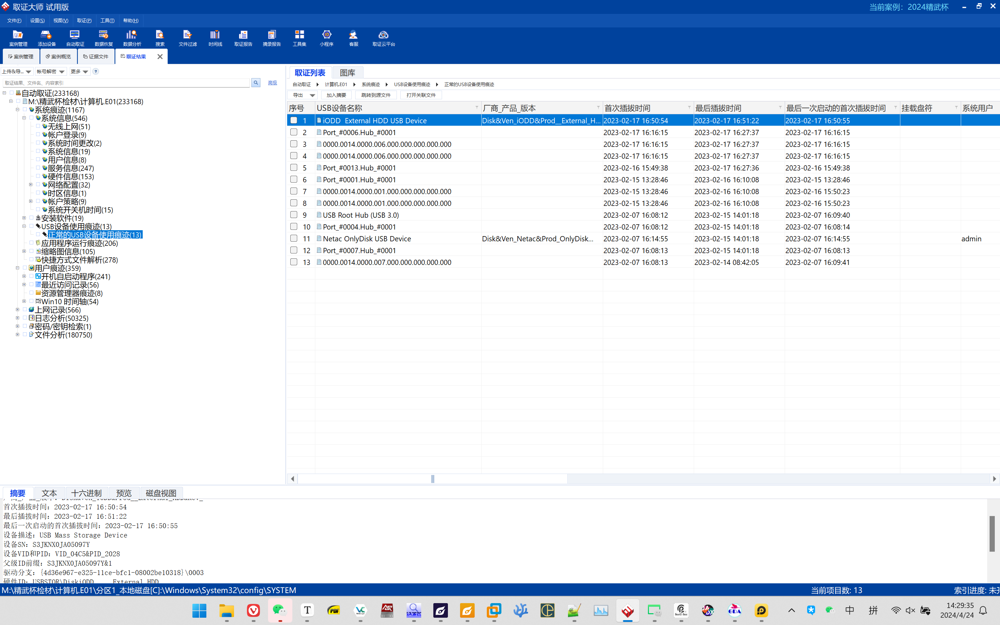 取证大师 试用版
当前案例：2024精武杯
文件(F) 设置(S) 视图(V) 取证(P) 工具(T) 帮助(H)
案例管理 添加设备 自动取证 数据恢复 数据分析 搜索 文件过滤 时间线 取证报告 摘录报告 工具集 小程序 客服 取证云平台
案例管理 案例概览 证据文件 取证结果
上传&导... 帐号解密 更多 ?
取证结果、文件名、内容索引 高级
自动取证(233168)
M:\精武杯检材\计算机.E01(233168)
系统痕迹(1167)
系统信息(546)
无线上网(51)
帐户登录(9)
系统时间更改(2)
系统信息(19)
用户信息(8)
服务信息(247)
硬件信息(153)
网络配置(32)
时区信息(1)
帐户策略(9)
系统开关机时间(15)
安装软件(19)
USB设备使用痕迹(13)
正常的USB设备使用痕迹(13)
应用程序运行痕迹(206)
缩略图信息(105)
快捷方式文件解析(278)
用户痕迹(359)
开机自启动程序(241)
最近访问记录(56)
资源管理器痕迹(8)
Win10 时间轴(54)
上网记录(566)
日志分析(50325)
密码/密钥检索(1)
文件分析(180750)
取证列表 图库
自动取证 计算机.E01 系统痕迹 USB设备使用痕迹 正常的USB设备使用痕迹
导出 加入摘要 跳转到源文件 打开关联文件
序号 USB设备名称 厂商_产品_版本 首次插拔时间 最后插拔时间 最后一次启动的首次插拔时间 挂载盘符 系统用户
1 iODD  External HDD USB Device Disk&Ven_iODD&Prod__External_H... 2023-02-17 16:50:54 2023-02-17 16:51:22 2023-02-17 16:50:55
2 Port_#0006.Hub_#0001 2023-02-17 16:16:15 2023-02-17 16:27:37 2023-02-17 16:16:15
3 0000.0014.0000.006.000.000.000.000.000 2023-02-17 16:16:15 2023-02-17 16:27:37 2023-02-17 16:16:15
4 0000.0014.0000.006.000.000.000.000.000 2023-02-17 16:16:15 2023-02-17 16:27:37 2023-02-17 16:16:15
5 Port_#0013.Hub_#0001 2023-02-16 15:49:38 2023-02-17 16:27:36 2023-02-16 15:49:38
6 Port_#0001.Hub_#0001 2023-02-15 13:28:46 2023-02-16 16:10:08 2023-02-15 13:28:46
7 0000.0014.0000.001.000.000.000.000.000 2023-02-15 13:28:46 2023-02-16 16:10:08 2023-02-16 15:50:23
8 0000.0014.0000.001.000.000.000.000.000 2023-02-15 13:28:46 2023-02-16 16:10:08 2023-02-16 15:50:23
9 USB Root Hub (USB 3.0) 2023-02-07 16:08:12 2023-02-15 14:01:18 2023-02-07 16:09:40
10 Port_#0004.Hub_#0001 2023-02-07 16:08:12 2023-02-15 14:01:18 2023-02-07 16:08:14
11 Netac OnlyDisk USB Device Disk&Ven_Netac&Prod_OnlyDisk... 2023-02-07 16:14:55 2023-02-15 14:01:18 2023-02-07 16:14:55 admin
12 Port_#0007.Hub_#0001 2023-02-07 16:08:13 2023-02-15 14:01:18 2023-02-07 16:08:13
13 0000.0014.0000.007.000.000.000.000.000 2023-02-07 16:08:13 2023-02-14 08:42:05 2023-02-07 16:09:41
摘要 文本 十六进制 预览 磁盘视图
厂商_产品_版本：Disk&Ven_iODD&Prod__External_HDD&Rev_
首次插拔时间：2023-02-17 16:50:54
最后插拔时间：2023-02-17 16:51:22
最后一次启动的首次插拔时间：2023-02-17 16:50:55
设备描述：USB Mass Storage Device
设备SN：S3JKNX0JA05097Y
设备VID和PID：VID_04C5&PID_2028
父级ID前缀：S3JKNX0JA05097Y&1
驱动分支：{4d36e967-e325-11ce-bfc1-08002be10318}\0003
硬件ID：USBSTOR\DiskiODD____External_HDD
M:\精武杯检材\计算机.E01\分区1_本地磁盘[C]:\Windows\System32\config\SYSTEM 当前项目数: 13 索引进度: 未
T PDF VC GDA 中 拼 14:29:35
2024/4/24